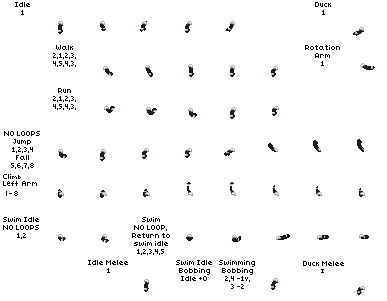 Idle
1
Duck
1
Walk
2,1,2,3,
4,5,4,3,
Rotation
Arm
1
Run
2,1,2,3,
4,5,4,3,
NO LOOPS
Jump
1,2,3,4
Fall
5,6,7,8
Climb
Left Arm
1-8
Swim Idle
NO LOOPS
1,2
Swim
NO LOOP,
Return to
swim idle
1,2,3,4,5
Swim Idle
Bobbing
Idle +0
Swimming
Bobbing
2,4 -1v,
3 -2
Idle Melee
1
Duck Melee
1